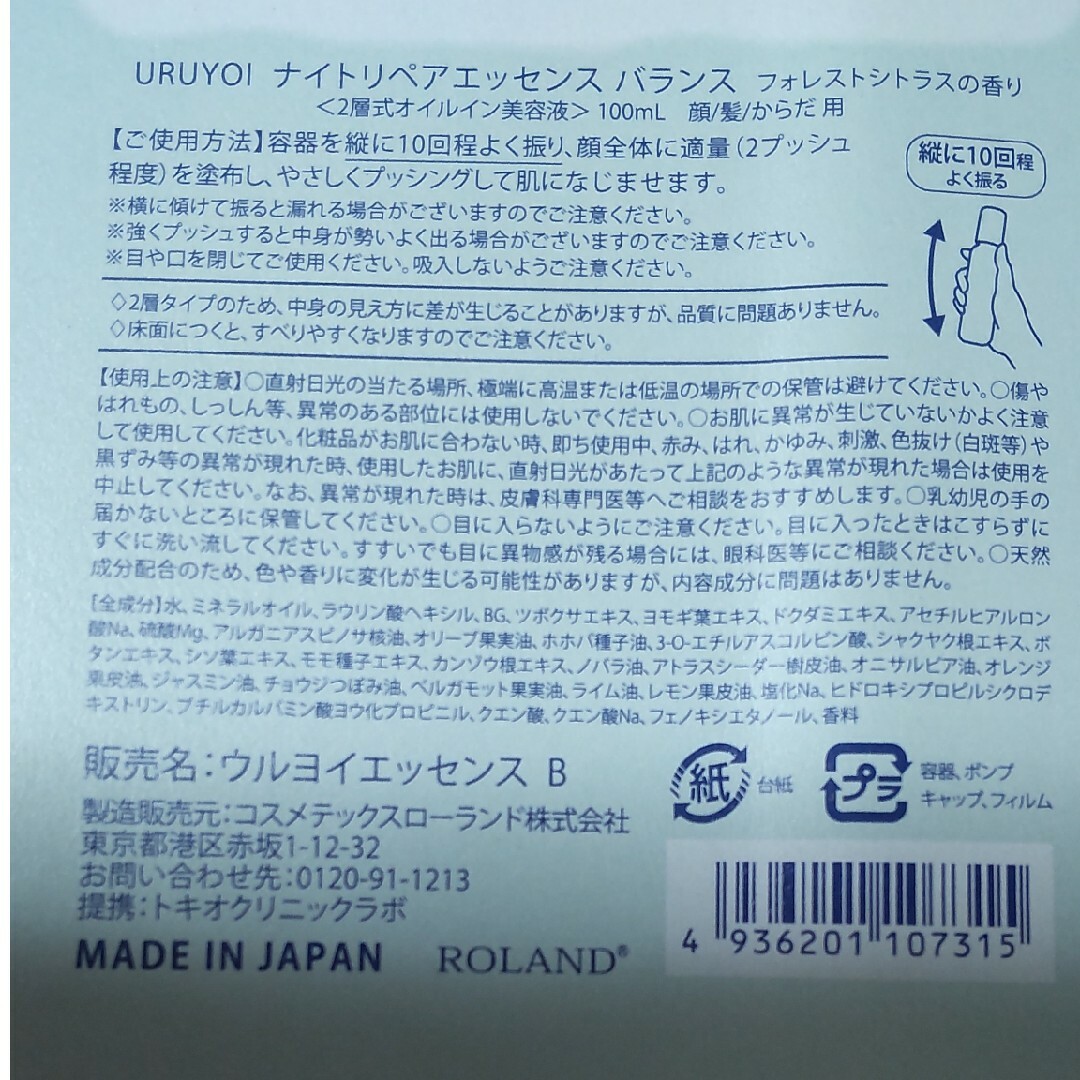 URUYOI ナイトリペアエッセンス バランス フォレストシトラスの香り
<2層式オイルイン美容液> 100mL 顔/髪/からだ 用
【ご使用方法】容器を縦に10回程よく振り、顔全体に適量(2プッシュ
程度)を塗布し、やさしくプッシングして肌になじませます。
※横に傾けて振ると漏れる場合がございますのでご注意ください。
※強くプッシュすると中身が勢いよく出る場合がございますのでご注意ください。
※目や口を閉じてご使用ください。吸入しないようご注意ください。
縦に10回程
よく振る
◇2層タイプのため、中身の見え方に差が生じることがありますが、品質に問題ありません。
◇床面につくと、すべりやすくなりますのでご注意ください。
【使用上の注意】○直射日光の当たる場所、極端に高温または低温の場所での保管は避けてください。○傷や
はれもの、しっしん等、異常のある部位には使用しないでください。○お肌に異常が生じていないかよく注意
して使用してください。化粧品がお肌に合わない時、即ち使用中、赤み、はれ、かゆみ、刺激、色抜け(白斑等)や
黒ずみ等の異常が現れた時、使用したお肌に、直射日光があたって上記のような異常が現れた場合は使用を
中止してください。なお、異常が現れた時は、皮膚科専門医等へご相談をおすすめします。○乳幼児の手の
届かないところに保管してください。○目に入らないようにご注意ください。目に入ったときはこすらずに
すぐに洗い流してください。すすいでも目に異物感が残る場合には、眼科医等にご相談ください。○天然
成分配合のため、色や香りに変化が生じる可能性がありますが、内容成分に問題はありません。
【全成分】水、ミネラルオイル、ラウリン酸ヘキシル、BG、ツボクサエキス、ヨモギ葉エキス、ドクダミエキス、アセチルヒアルロン
酸Na、硫酸Mg、アルガニアスピノサ核油、オリーブ果実油、ホホバ種子油、3-O-エチルアスコルビン酸、シャクヤク根エキス、ボ
タンエキス、シソ葉エキス、モモ種子エキス、カンゾウ根エキス、ノバラ油、アトラスシーダー樹皮油、オニサルビア油、オレンジ
果皮油、ジャスミン油、チョウジつぼみ油、ベルガモット果実油、ライム油、レモン果皮油、塩化Na、ヒドロキシプロピルシクロデ
キストリン、ブチルカルバミン酸ヨウ化プロピニル、クエン酸、クエン酸Na、フェノキシエタノール、香料
販売名:ウルヨイエッセンス B
製造販売元:コスメテックスローランド株式会社
東京都港区赤坂1-12-32
お問い合わせ先:0120-91-1213
提携:トキオクリニックラボ
MADE IN JAPAN ROLAND®
紙 台紙
プラ 容器、ポンプ
キャップ、フィルム
4 936201 107315